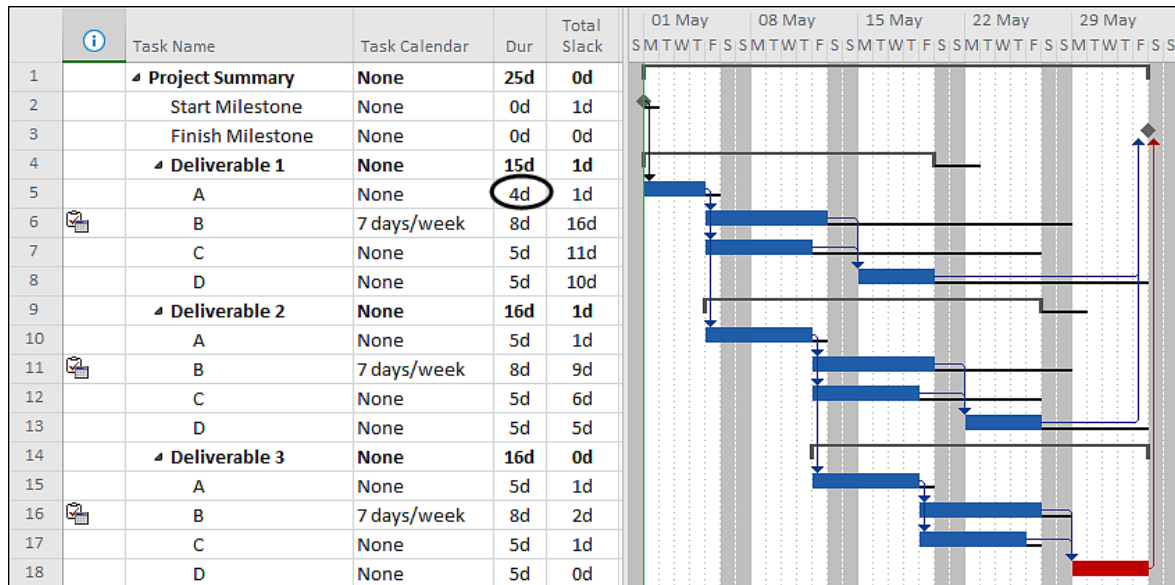 01 May 08 May 15 May 22 May 29 May
Task Name Task Calendar Dur Total Slack S M T W T F S S M T W T F S S M T W T F S S M T W T F S S M T W T F S S
1 Project Summary None 25d 0d
2 Start Milestone None 0d 1d
3 Finish Milestone None 0d 0d
4 Deliverable 1 None 15d 1d
5 A None 4d 1d
6 B 7 days/week 8d 16d
7 C None 5d 11d
8 D None 5d 10d
9 Deliverable 2 None 16d 1d
10 A None 5d 1d
11 B 7 days/week 8d 9d
12 C None 5d 6d
13 D None 5d 5d
14 Deliverable 3 None 16d 0d
15 A None 5d 1d
16 B 7 days/week 8d 2d
17 C None 5d 1d
18 D None 5d 0d